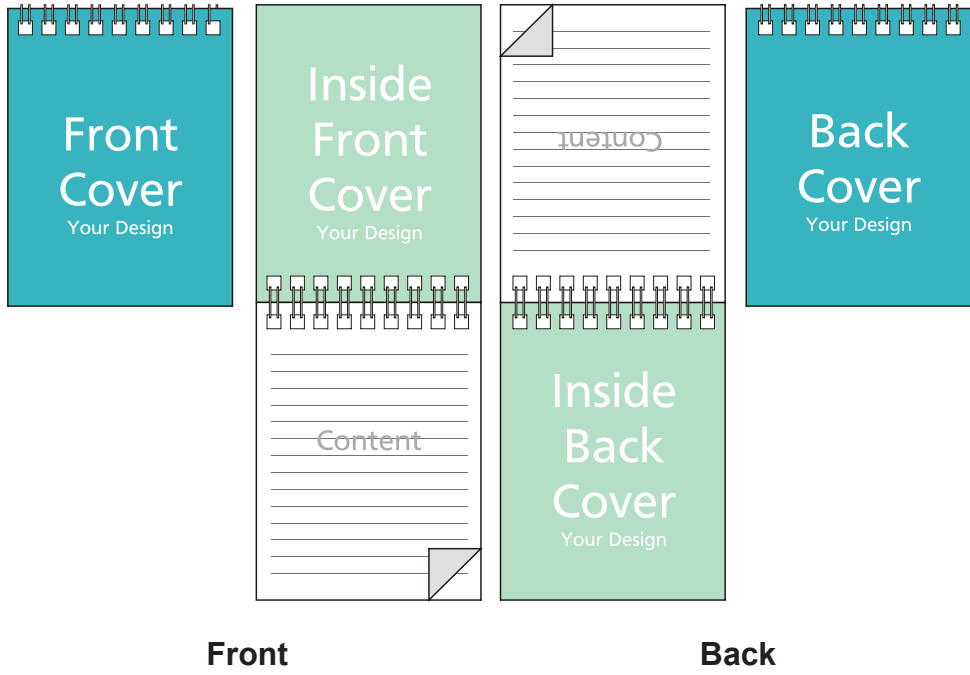 Front
Cover
Your Design
Inside
Front
Cover
Your Design
Content
Content
Inside
Back
Cover
Your Design
Back
Cover
Your Design
Front
Back